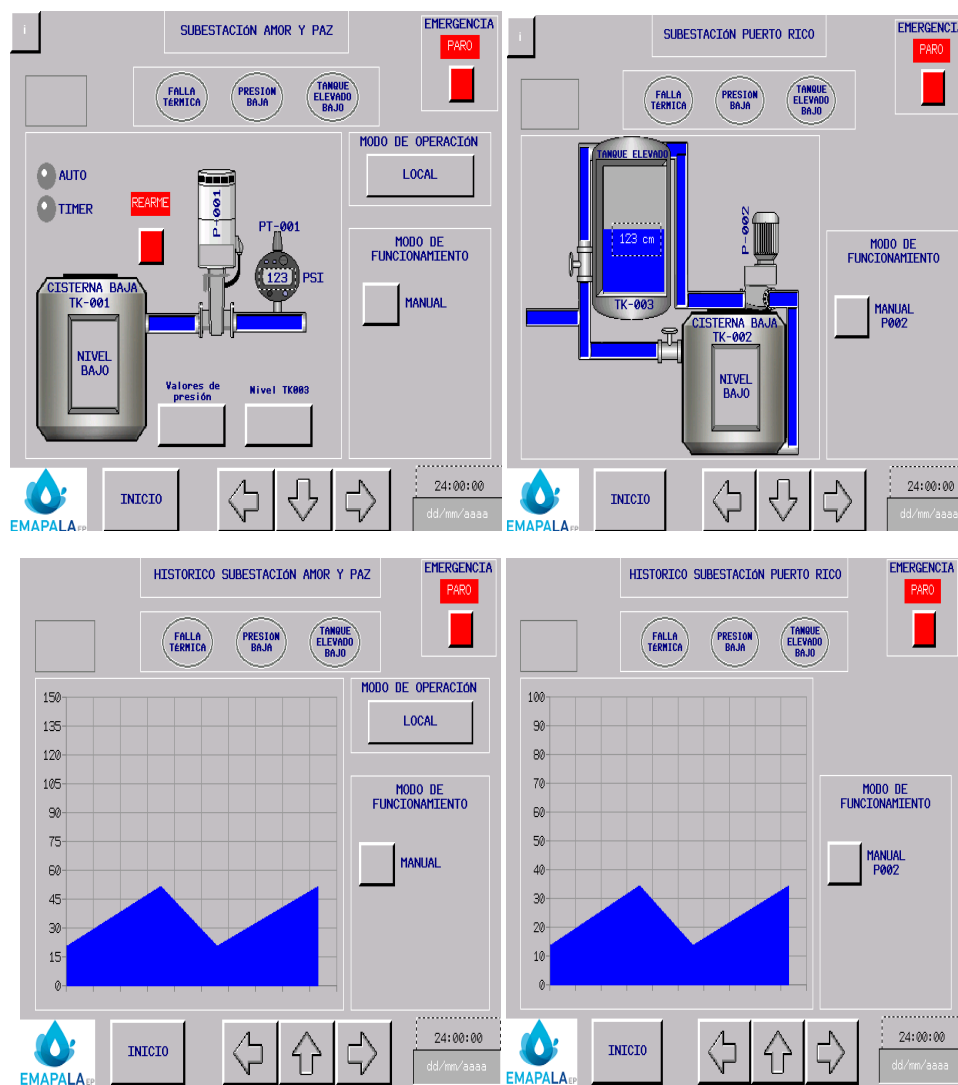 i
SUBESTACIóN AMOR Y PAZ
EMERGENCIA
PARO
FALLA
TéRMICA
PRESION
BAJA
TANQUE
ELEVADO
BAJO
AUTO
TIMER
REARME
P-001
PT-001
123
PSI
CISTERNA BAJA
TK-001
NIVEL
BAJO
Valores de
presión
Nivel TK003
MODO DE OPERACIóN
LOCAL
MODO DE
FUNCIONAMIENTO
MANUAL
EMAPALA EP
INICIO
24:00:00
dd/mm/aaaa
i
SUBESTACIóN PUERTO RICO
EMERGENCIA
PARO
FALLA
TéRMICA
PRESION
BAJA
TANQUE
ELEVADO
BAJO
TANQUE ELEVADO
123 cm
TK-003
P-002
CISTERNA BAJA
TK-002
NIVEL
BAJO
MODO DE
FUNCIONAMIENTO
MANUAL
P002
EMAPALA EP
INICIO
24:00:00
dd/mm/aaaa
HISTORICO SUBESTACIóN AMOR Y PAZ
EMERGENCIA
PARO
FALLA
TéRMICA
PRESION
BAJA
TANQUE
ELEVADO
BAJO
150
135
120
105
90
75
60
45
30
15
0
MODO DE OPERACIóN
LOCAL
MODO DE
FUNCIONAMIENTO
MANUAL
EMAPALA EP
INICIO
24:00:00
dd/mm/aaaa
HISTORICO SUBESTACIóN PUERTO RICO
EMERGENCIA
PARO
FALLA
TéRMICA
PRESION
BAJA
TANQUE
ELEVADO
BAJO
100
90
80
70
60
50
40
30
20
10
0
MODO DE
FUNCIONAMIENTO
MANUAL
P002
EMAPALA EP
INICIO
24:00:00
dd/mm/aaaa